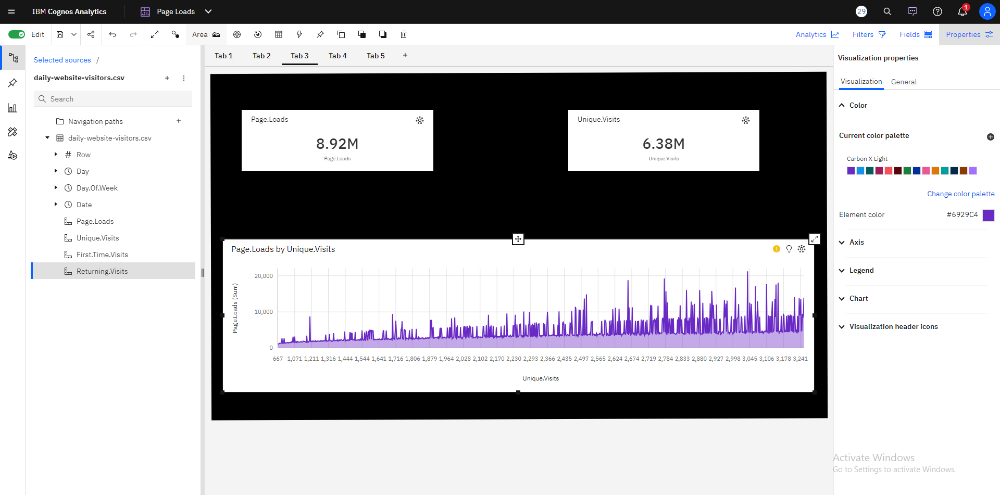 IBM Cognos Analytics
Page Loads
29
1
Edit
Area
Analytics
Filters
Fields
Properties
Selected sources /
daily-website-visitors.csv
Search
Navigation paths
daily-website-visitors.csv
Row
Day
Day.Of.Week
Date
Page.Loads
Unique.Visits
First.Time.Visits
Returning.Visits
Tab 1 Tab 2 Tab 3 Tab 4 Tab 5
Page.Loads
8.92M
Page.Loads
Unique.Visits
6.38M
Unique.Visits
Page.Loads by Unique.Visits
Page.Loads (Sum)
20,000
10,000
0
667 1,071 1,211 1,316 1,444 1,544 1,641 1,716 1,806 1,879 1,964 2,028 2,102 2,170 2,230 2,293 2,366 2,435 2,497 2,565 2,624 2,674 2,719 2,784 2,833 2,880 2,927 2,998 3,045 3,106 3,178 3,241
Unique.Visits
Visualization properties
Visualization General
Color
Current color palette
Carbon X Light
Change color palette
Element color #6929C4
Axis
Legend
Chart
Visualization header icons
Activate Windows
Go to Settings to activate Windows.